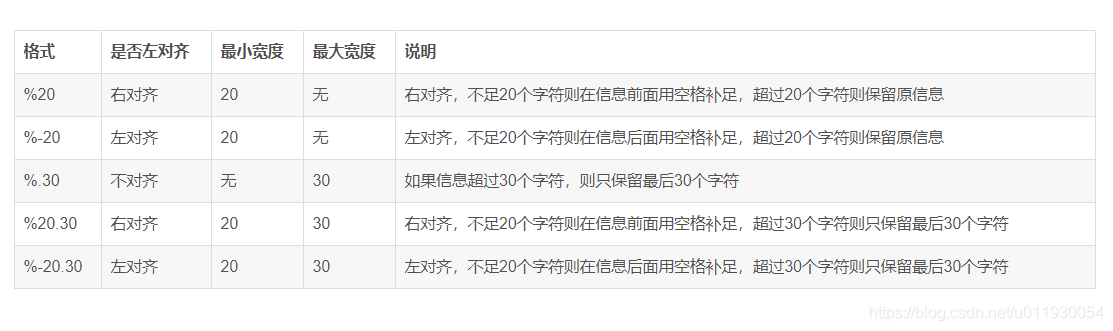 格式 是否左对齐 最小宽度 最大宽度 说明
%20 右对齐 20 无 右对齐，不足20个字符则在信息前面用空格补足，超过20个字符则保留原信息
%-20 左对齐 20 无 左对齐，不足20个字符则在信息后面用空格补足，超过20个字符则保留原信息
%.30 不对齐 无 30 如果信息超过30个字符，则只保留最后30个字符
%20.30 右对齐 20 30 右对齐，不足20个字符则在信息前面用空格补足，超过30个字符则只保留最后30个字符
%-20.30 左对齐 20 30 左对齐，不足20个字符则在信息后面用空格补足，超过30个字符则只保留最后30个字符
https://blog.csdn.net/u011930054